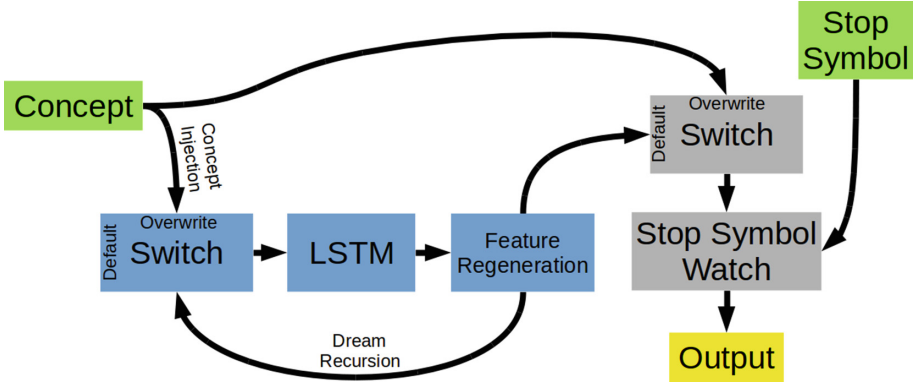 Stop
Symbol
Concept
Concept
Injection
Overwrite
Default
Switch
Overwrite
Default
Switch
LSTM
Feature
Regeneration
Stop Symbol
Watch
Dream
Recursion
Output